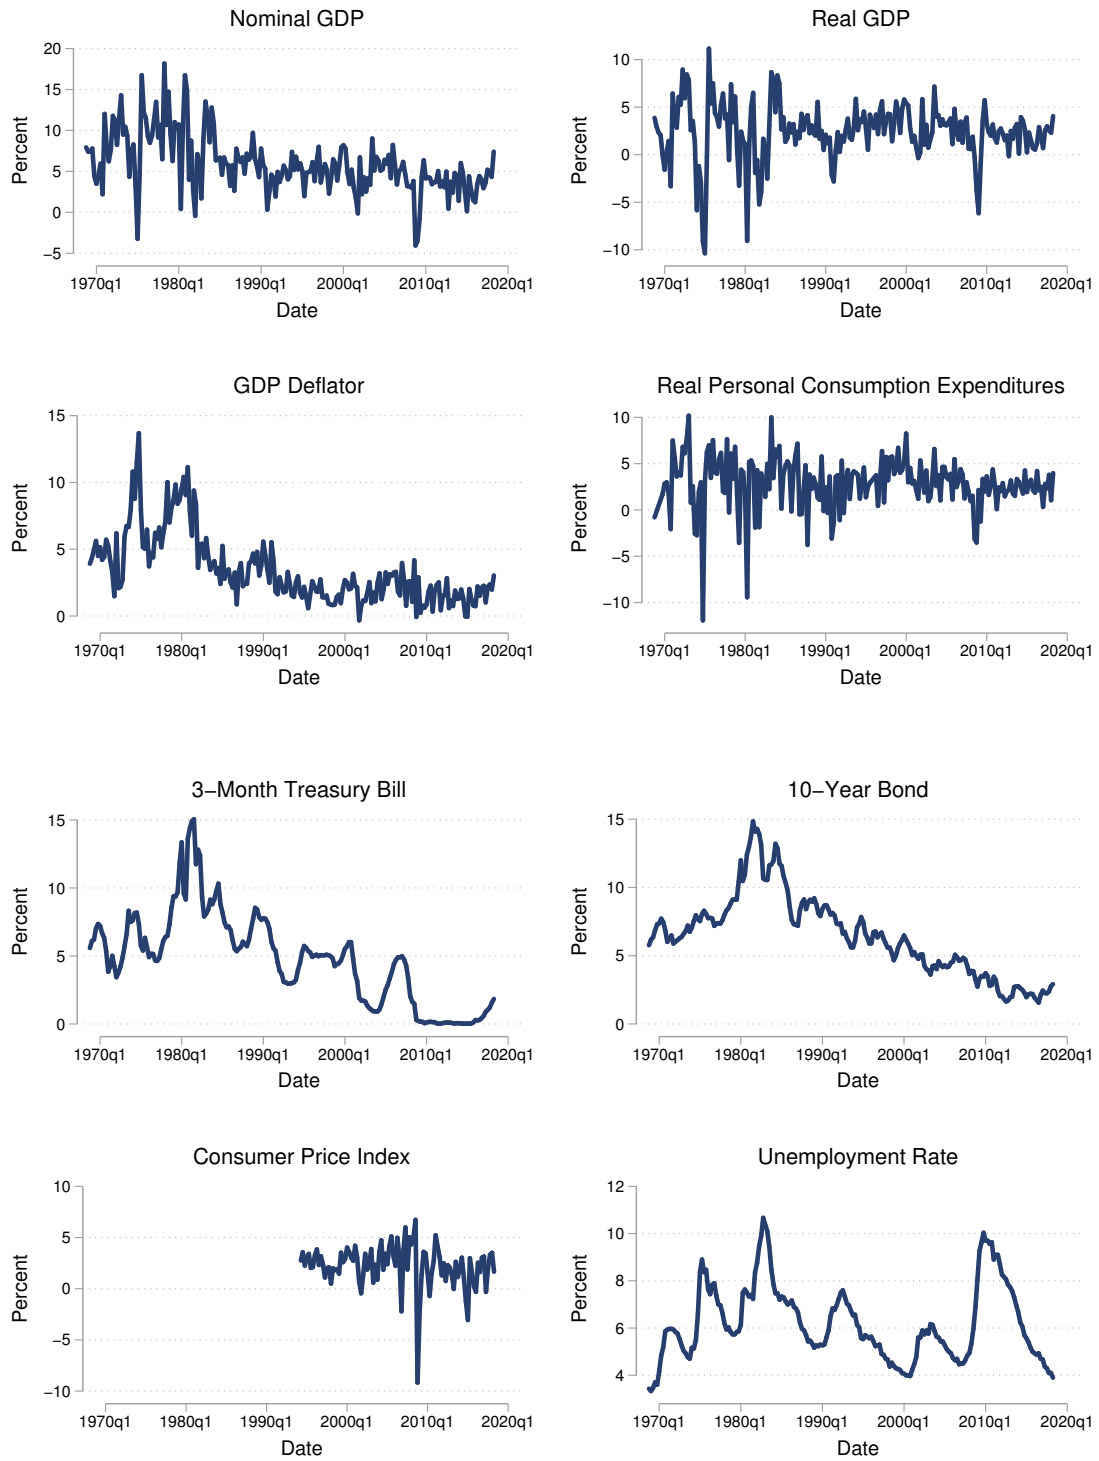 Nominal GDP
Percent
20
15
10
5
0
−5
1970q1 1980q1 1990q1 2000q1 2010q1 2020q1
Date
Real GDP
Percent
10
5
0
−5
−10
1970q1 1980q1 1990q1 2000q1 2010q1 2020q1
Date
GDP Deflator
Percent
15
10
5
0
1970q1 1980q1 1990q1 2000q1 2010q1 2020q1
Date
Real Personal Consumption Expenditures
Percent
10
5
0
−5
−10
1970q1 1980q1 1990q1 2000q1 2010q1 2020q1
Date
3−Month Treasury Bill
Percent
15
10
5
0
1970q1 1980q1 1990q1 2000q1 2010q1 2020q1
Date
10−Year Bond
Percent
15
10
5
0
1970q1 1980q1 1990q1 2000q1 2010q1 2020q1
Date
Consumer Price Index
Percent
10
5
0
−5
−10
1970q1 1980q1 1990q1 2000q1 2010q1 2020q1
Date
Unemployment Rate
Percent
12
10
8
6
4
1970q1 1980q1 1990q1 2000q1 2010q1 2020q1
Date